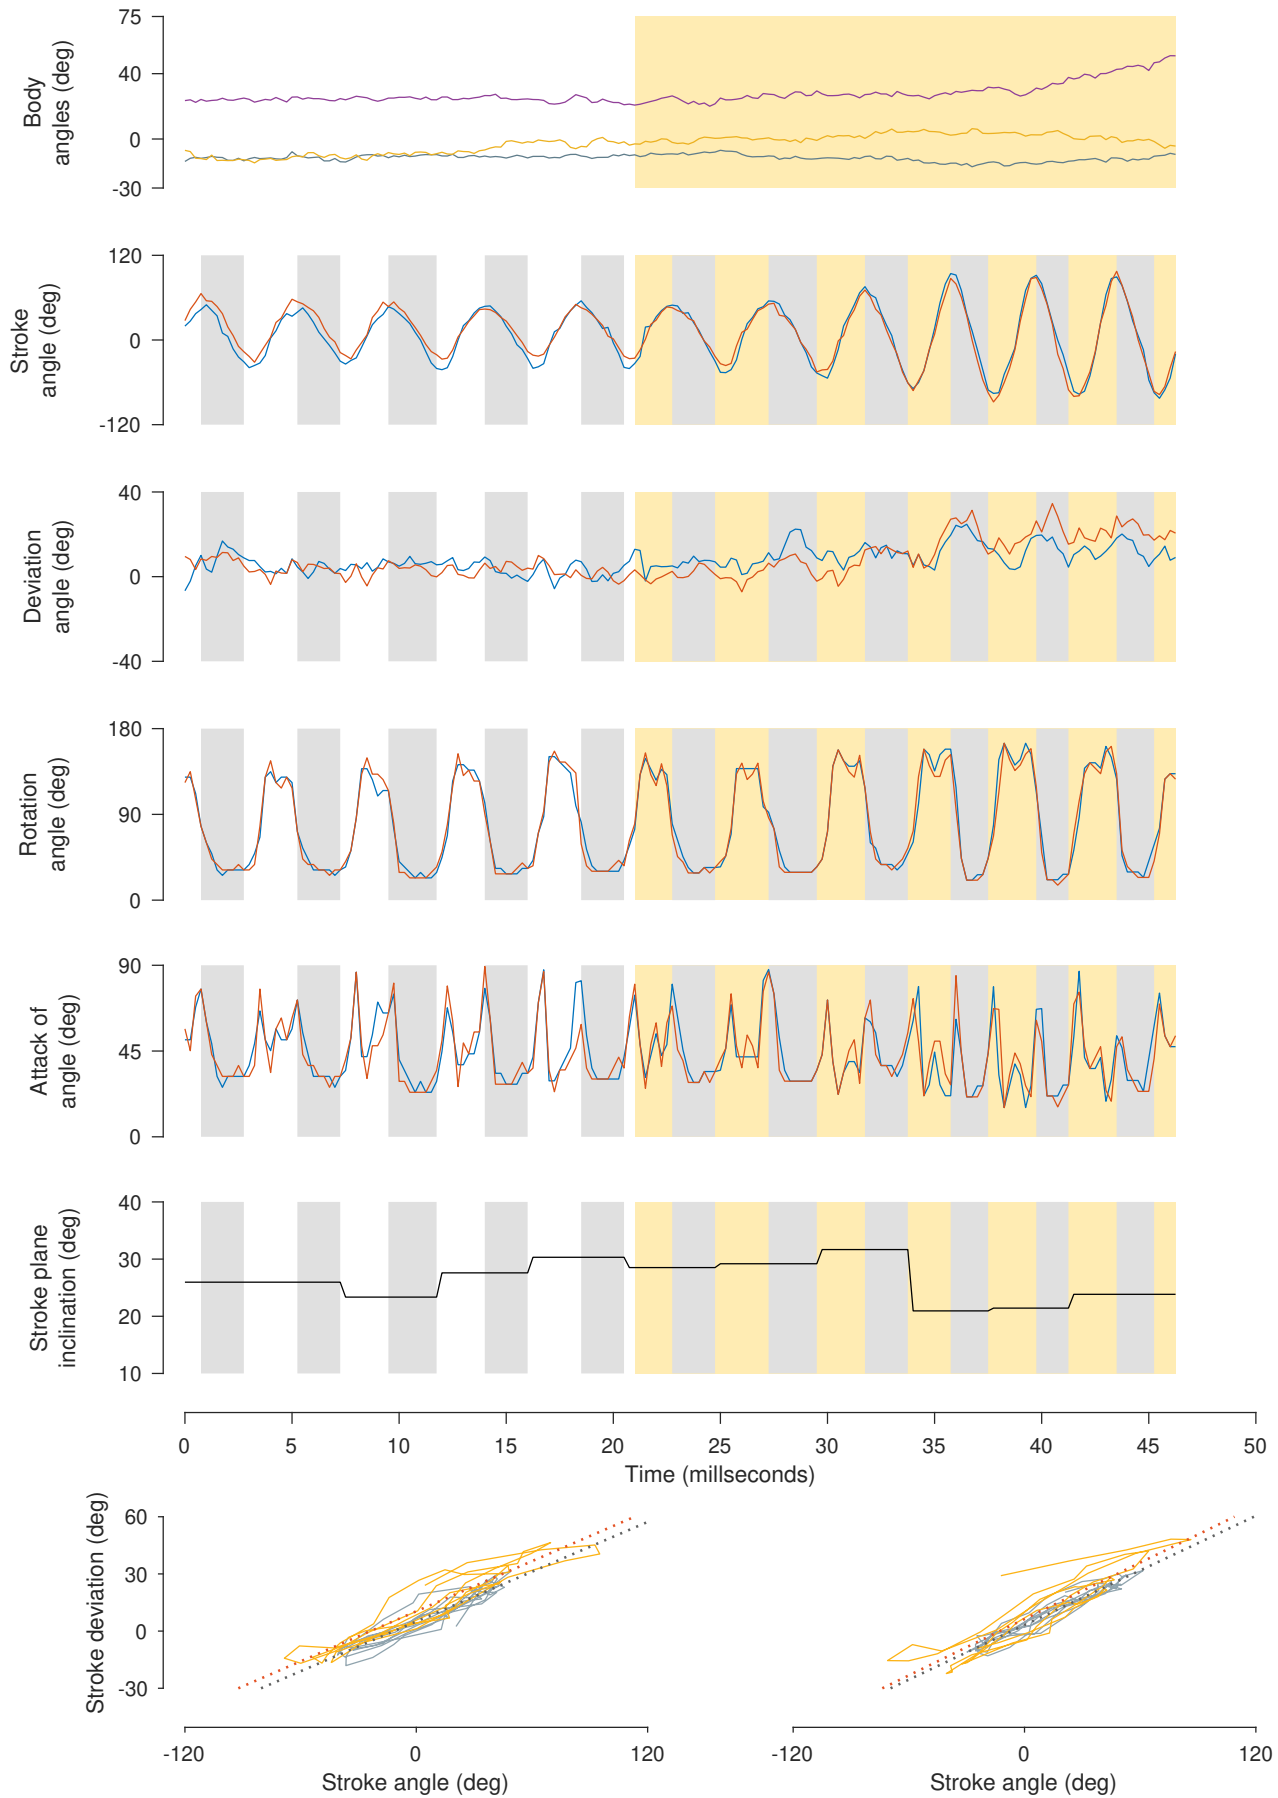 75
40
0
-30
Body
angles (deg)
120
0
-120
Stroke
angle (deg)
40
0
-40
Deviation
angle (deg)
180
90
0
Rotation
angle (deg)
90
45
0
Attack of
angle (deg)
40
30
20
10
Stroke plane
inclination (deg)
0 5 10 15 20 25 30 35 40 45 50
Time (millseconds)
60
30
0
-30
Stroke deviation (deg)
-120 0 120
Stroke angle (deg)
-120 0 120
Stroke angle (deg)